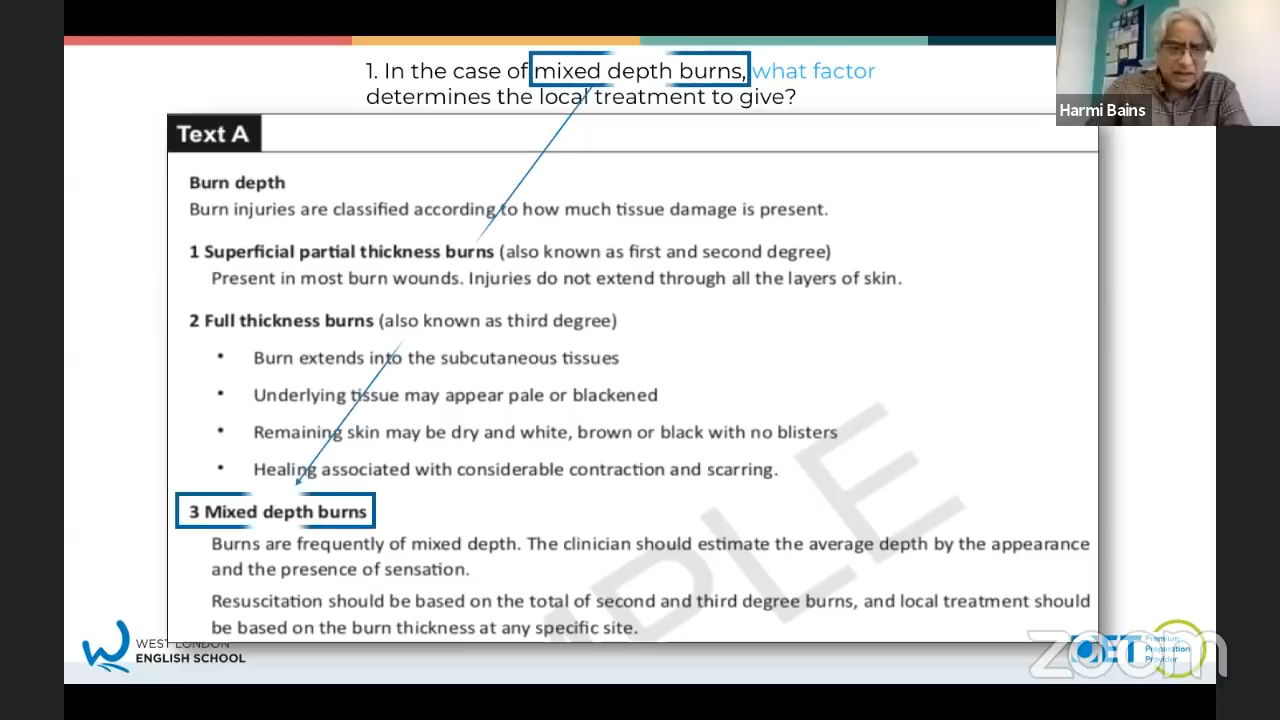 1. In the case of mixed depth burns, what factor
determines the local treatment to give?
Harmi Bains
Text A
Burn depth
Burn injuries are classified according to how much tissue damage is present.
1 Superficial partial thickness burns (also known as first and second degree)
Present in most burn wounds. Injuries do not extend through all the layers of skin.
2 Full thickness burns (also known as third degree)
• Burn extends into the subcutaneous tissues
• Underlying tissue may appear pale or blackened
• Remaining skin may be dry and white, brown or black with no blisters
• Healing associated with considerable contraction and scarring.
3 Mixed depth burns
Burns are frequently of mixed depth. The clinician should estimate the average depth by the appearance
and the presence of sensation.
Resuscitation should be based on the total of second and third degree burns, and local treatment should
be based on the burn thickness at any specific site.
WEST LONDON
ENGLISH SCHOOL
OET
Premium
Preparation
Provider
zoom